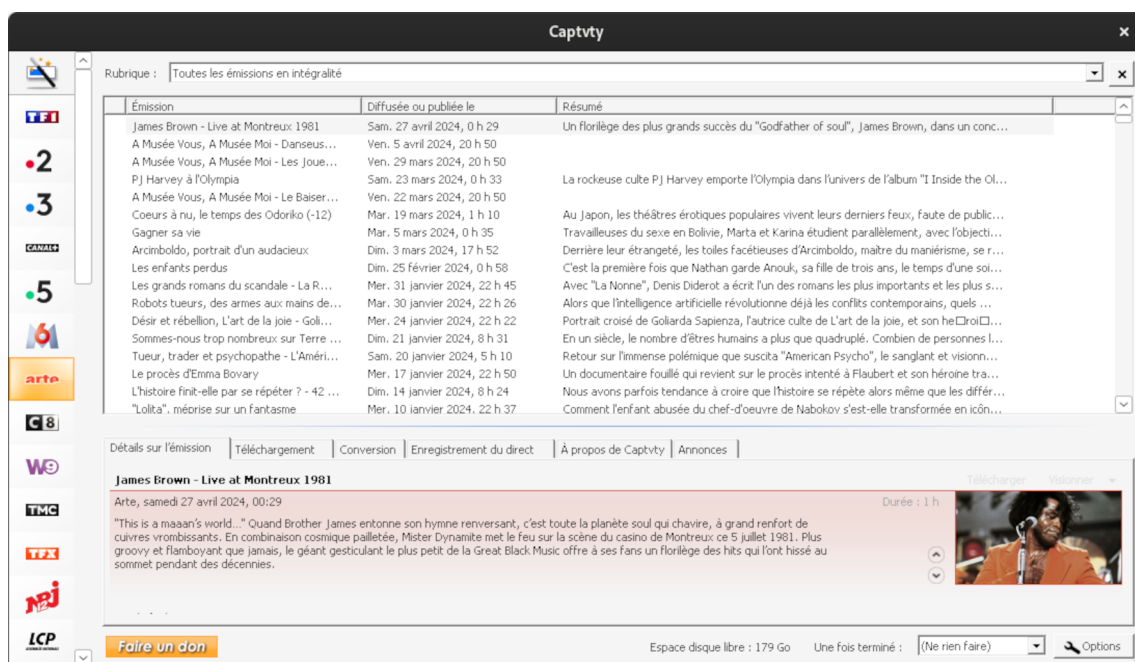 Captvty
Rubrique : Toutes les émissions en intégralité
Émission Diffusée ou publiée le Résumé
James Brown - Live at Montreux 1981 Sam. 27 avril 2024, 0 h 29 Un florilège des plus grands succès du "Godfather of soul", James Brown, dans un conc...
A Musée Vous, A Musée Moi - Danseus... Ven. 5 avril 2024, 20 h 50
A Musée Vous, A Musée Moi - Les Joue... Ven. 29 mars 2024, 20 h 50
PJ Harvey à l'Olympia Sam. 23 mars 2024, 0 h 33 La rockeuse culte PJ Harvey emporte l'Olympia dans l'univers de l'album "I Inside the Ol...
A Musée Vous, A Musée Moi - Le Baiser... Ven. 22 mars 2024, 20 h 50
Coeurs à nu, le temps des Odoriko (-12) Mar. 19 mars 2024, 1 h 10 Au Japon, les théâtres érotiques populaires vivent leurs derniers feux, faute de public...
Gagner sa vie Mar. 5 mars 2024, 0 h 35 Travailleuses du sexe en Bolivie, Marta et Karina étudient parallèlement, avec l'objecti...
Arcimboldo, portrait d'un audacieux Dim. 3 mars 2024, 17 h 52 Derrière leur étrangeté, les toiles facétieuses d'Arcimboldo, maître du maniérisme, se r...
Les enfants perdus Dim. 25 février 2024, 0 h 58 C'est la première fois que Nathan garde Anouk, sa fille de trois ans, le temps d'une soi...
Les grands romans du scandale - La R... Mer. 31 janvier 2024, 22 h 45 Avec "La Nonne", Denis Diderot a écrit l'un des romans les plus importants et les plus s...
Robots tueurs, des armes aux mains de... Mar. 30 janvier 2024, 22 h 26 Alors que l'intelligence artificielle révolutionne déjà les conflits contemporains, quels ...
Désir et rébellion, L'art de la joie - Goli... Mer. 24 janvier 2024, 22 h 22 Portrait croisé de Goliarda Sapienza, l'autrice culte de L'art de la joie, et son he□roi□...
Sommes-nous trop nombreux sur Terre ... Dim. 21 janvier 2024, 8 h 31 En un siècle, le nombre d'êtres humains a plus que quadruplé. Combien de personnes l...
Tueur, trader et psychopathe - L'Améri... Sam. 20 janvier 2024, 5 h 10 Retour sur l'immense polémique que suscita "American Psycho", le sanglant et visionn...
Le procès d'Emma Bovary Mer. 17 janvier 2024, 22 h 50 Un documentaire fouillé qui revient sur le procès intenté à Flaubert et son héroïne tra...
L'histoire finit-elle par se répéter ? - 42 ... Dim. 14 janvier 2024, 8 h 24 Nous avons parfois tendance à croire que l'histoire se répète alors même que les différ...
"Lolita", méprise sur un fantasme Mer. 10 janvier 2024, 22 h 37 Comment l'enfant abusée du chef-d'oeuvre de Nabokov s'est-elle transformée en icôn...
TF1
2
3
CANAL+
5
M6
arte
C8
W9
TMC
TFX
NRJ 12
LCP
Détails sur l'émission Téléchargement Conversion Enregistrement du direct À propos de Captvty Annonces
James Brown - Live at Montreux 1981 Télécharger Visionner
Arte, samedi 27 avril 2024, 00:29 Durée : 1 h
"This is a maaan's world..." Quand Brother James entonne son hymne renversant, c'est toute la planète soul qui chavire, à grand renfort de
cuivres vrombissants. En combinaison cosmique pailletée, Mister Dynamite met le feu sur la scène du casino de Montreux ce 5 juillet 1981. Plus
groovy et flamboyant que jamais, le géant gesticulant le plus petit de la Great Black Music offre à ses fans un florilège des hits qui l'ont hissé au
sommet pendant des décennies.
Faire un don Espace disque libre : 179 Go Une fois terminé : (Ne rien faire) Options